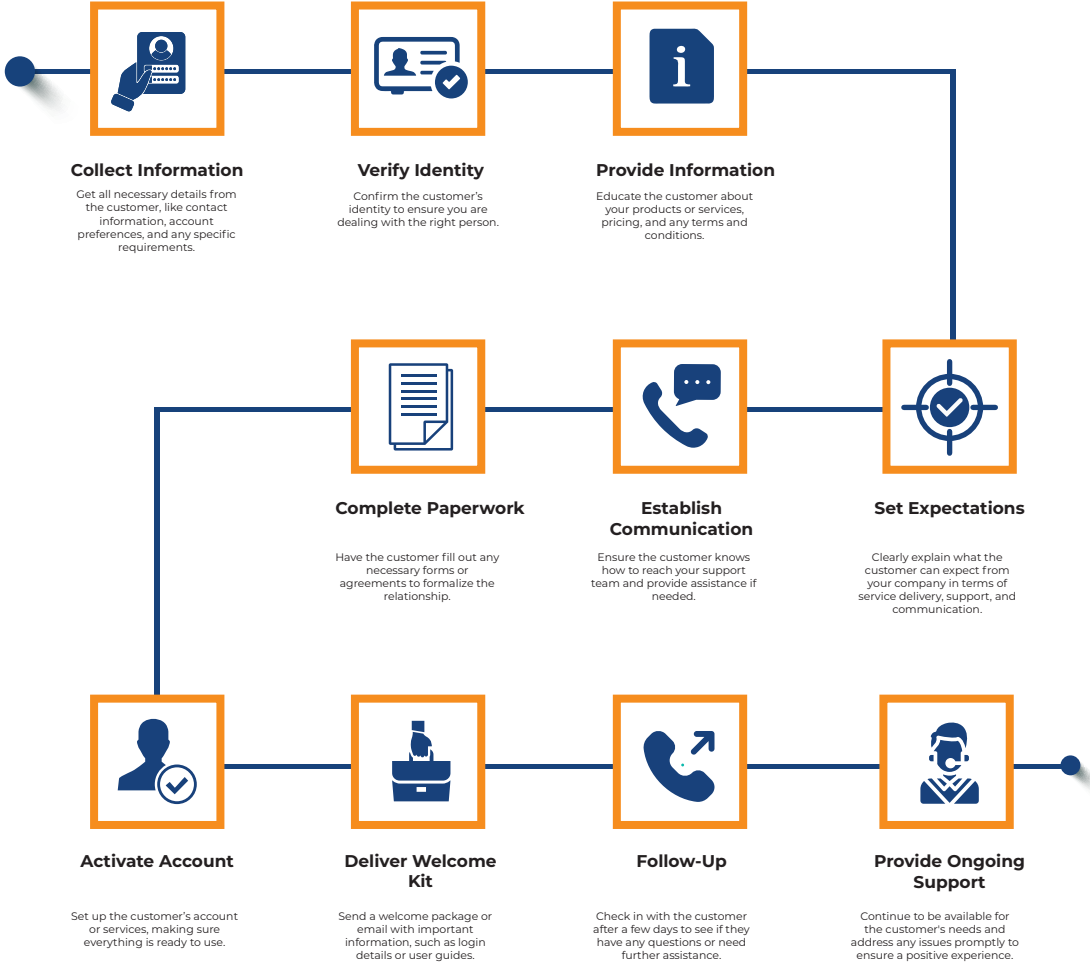 Collect Information
Get all necessary details from
the customer, like contact
information, account
preferences, and any specific
requirements.
Verify Identity
Confirm the customer's
identity to ensure you are
dealing with the right person.
i
Provide Information
Educate the customer about
your products or services,
pricing, and any terms and
conditions.
Set Expectations
Clearly explain what the
customer can expect from
your company in terms of
service delivery, support, and
communication.
Establish
Communication
Ensure the customer knows
how to reach your support
team and provide assistance if
needed.
Complete Paperwork
Have the customer fill out any
necessary forms or
agreements to formalize the
relationship.
Activate Account
Set up the customer's account
or services, making sure
everything is ready to use.
Deliver Welcome
Kit
Send a welcome package or
email with important
information, such as login
details or user guides.
Follow-Up
Check in with the customer
after a few days to see if they
have any questions or need
further assistance.
Provide Ongoing
Support
Continue to be available for
the customer's needs and
address any issues promptly to
ensure a positive experience.